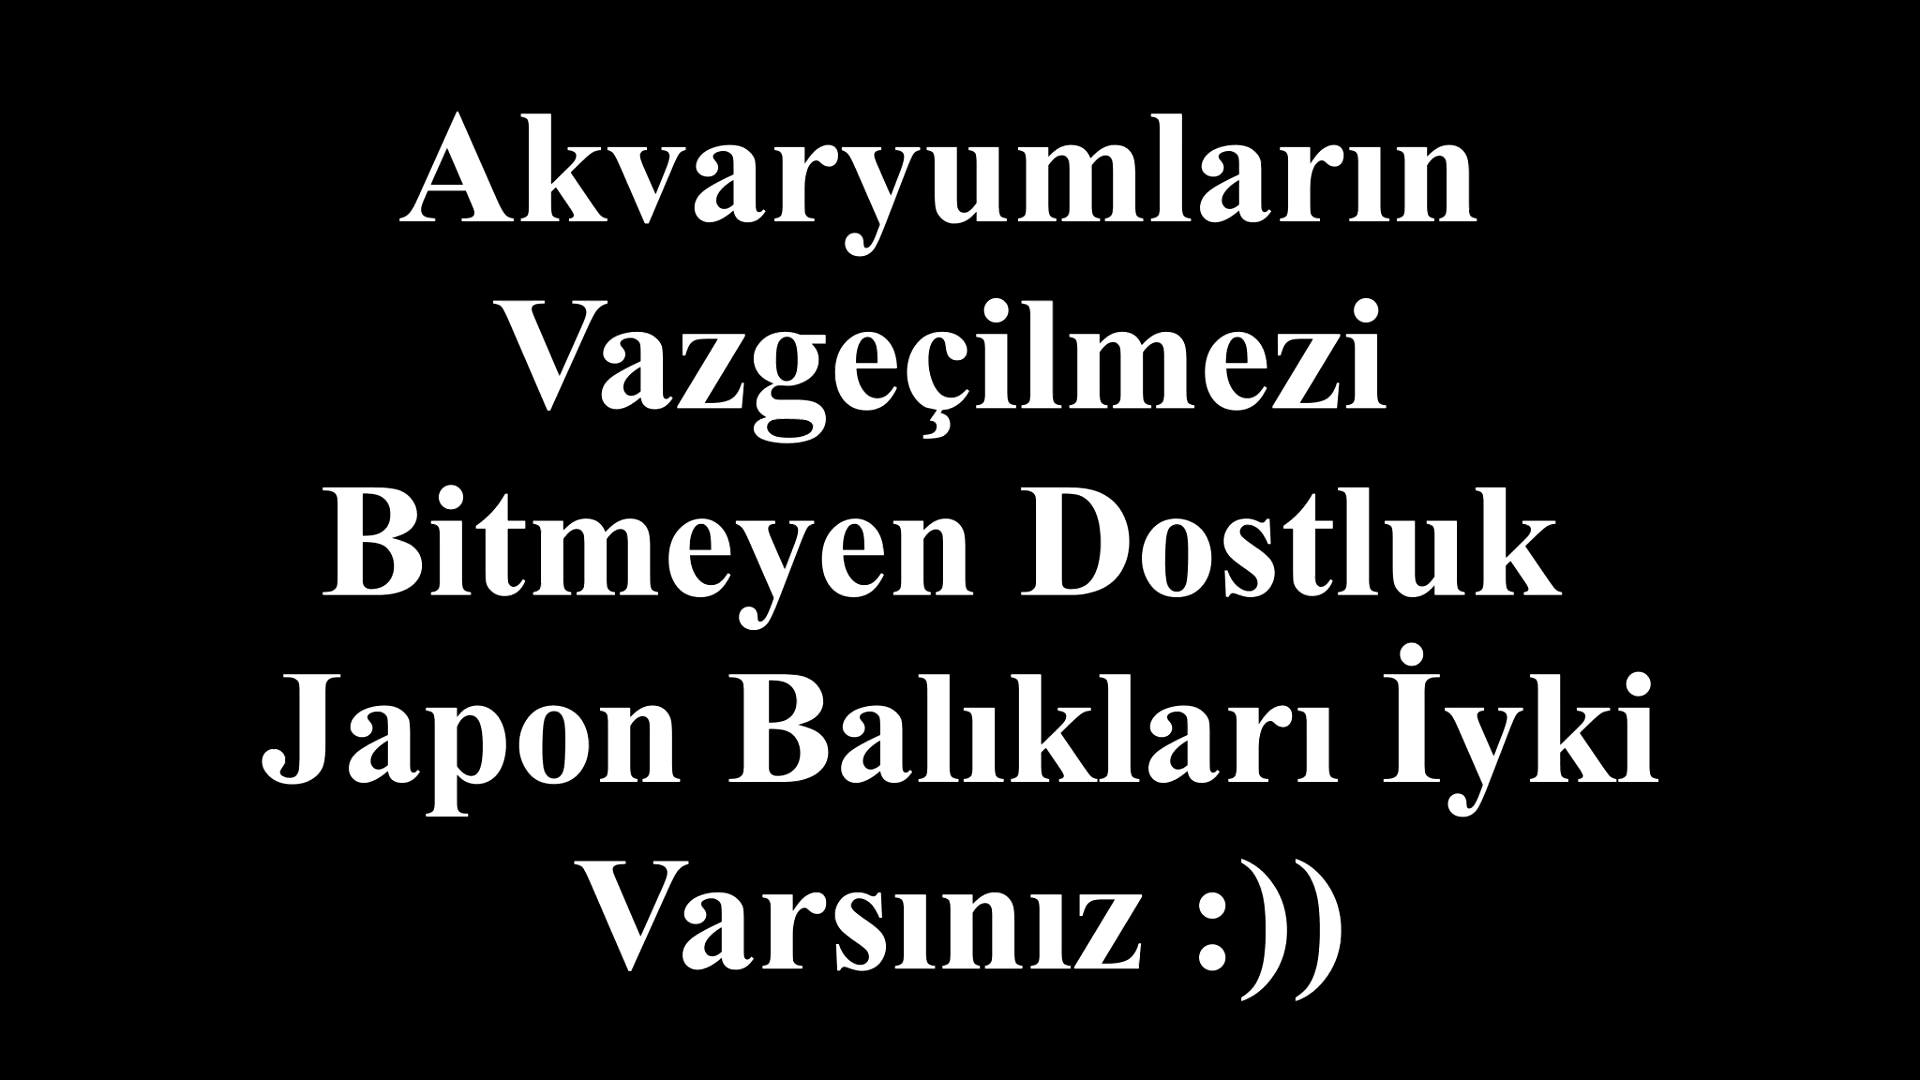 Akvaryumların
Vazgeçilmezi
Bitmeyen Dostluk
Japon Balıkları İyki
Varsınız :))